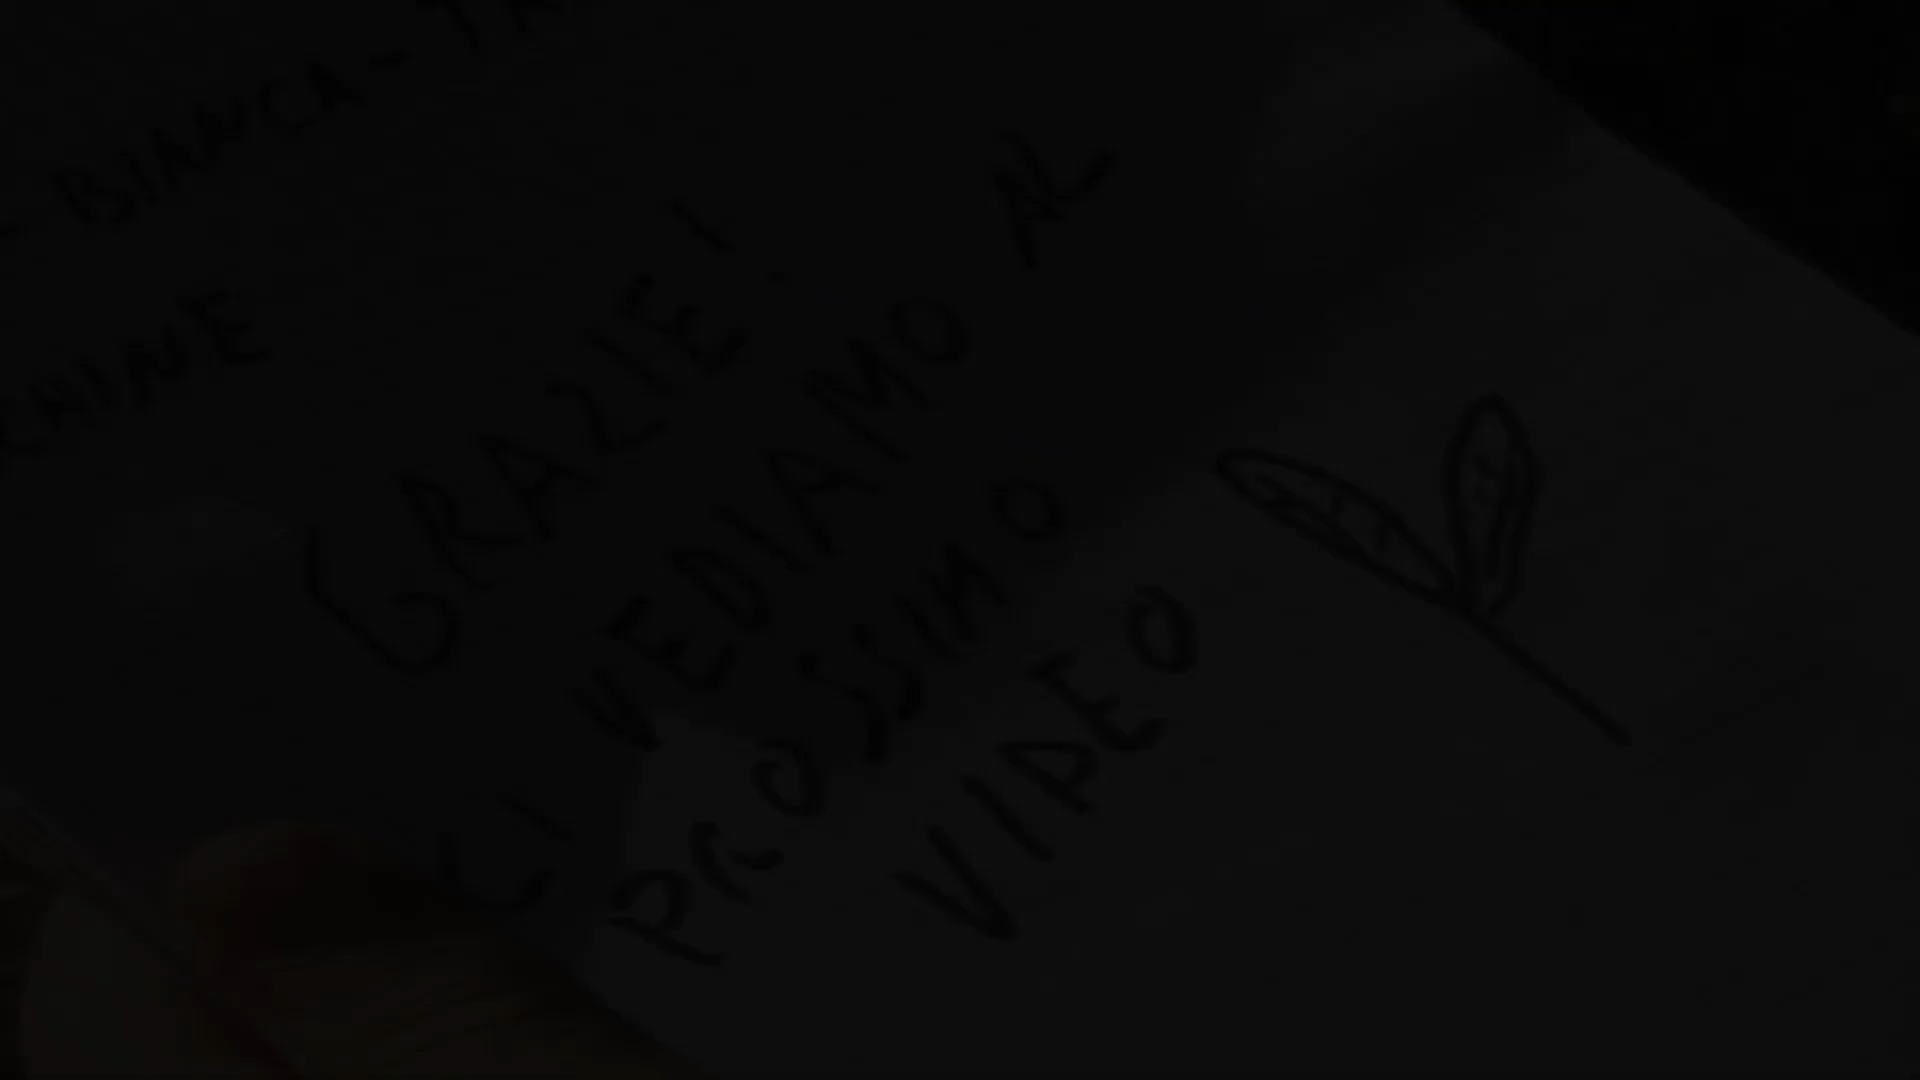 - BIANCA -
GRAZIE!
CI VEDIAMO AL
PROSSIMO
VIDEO